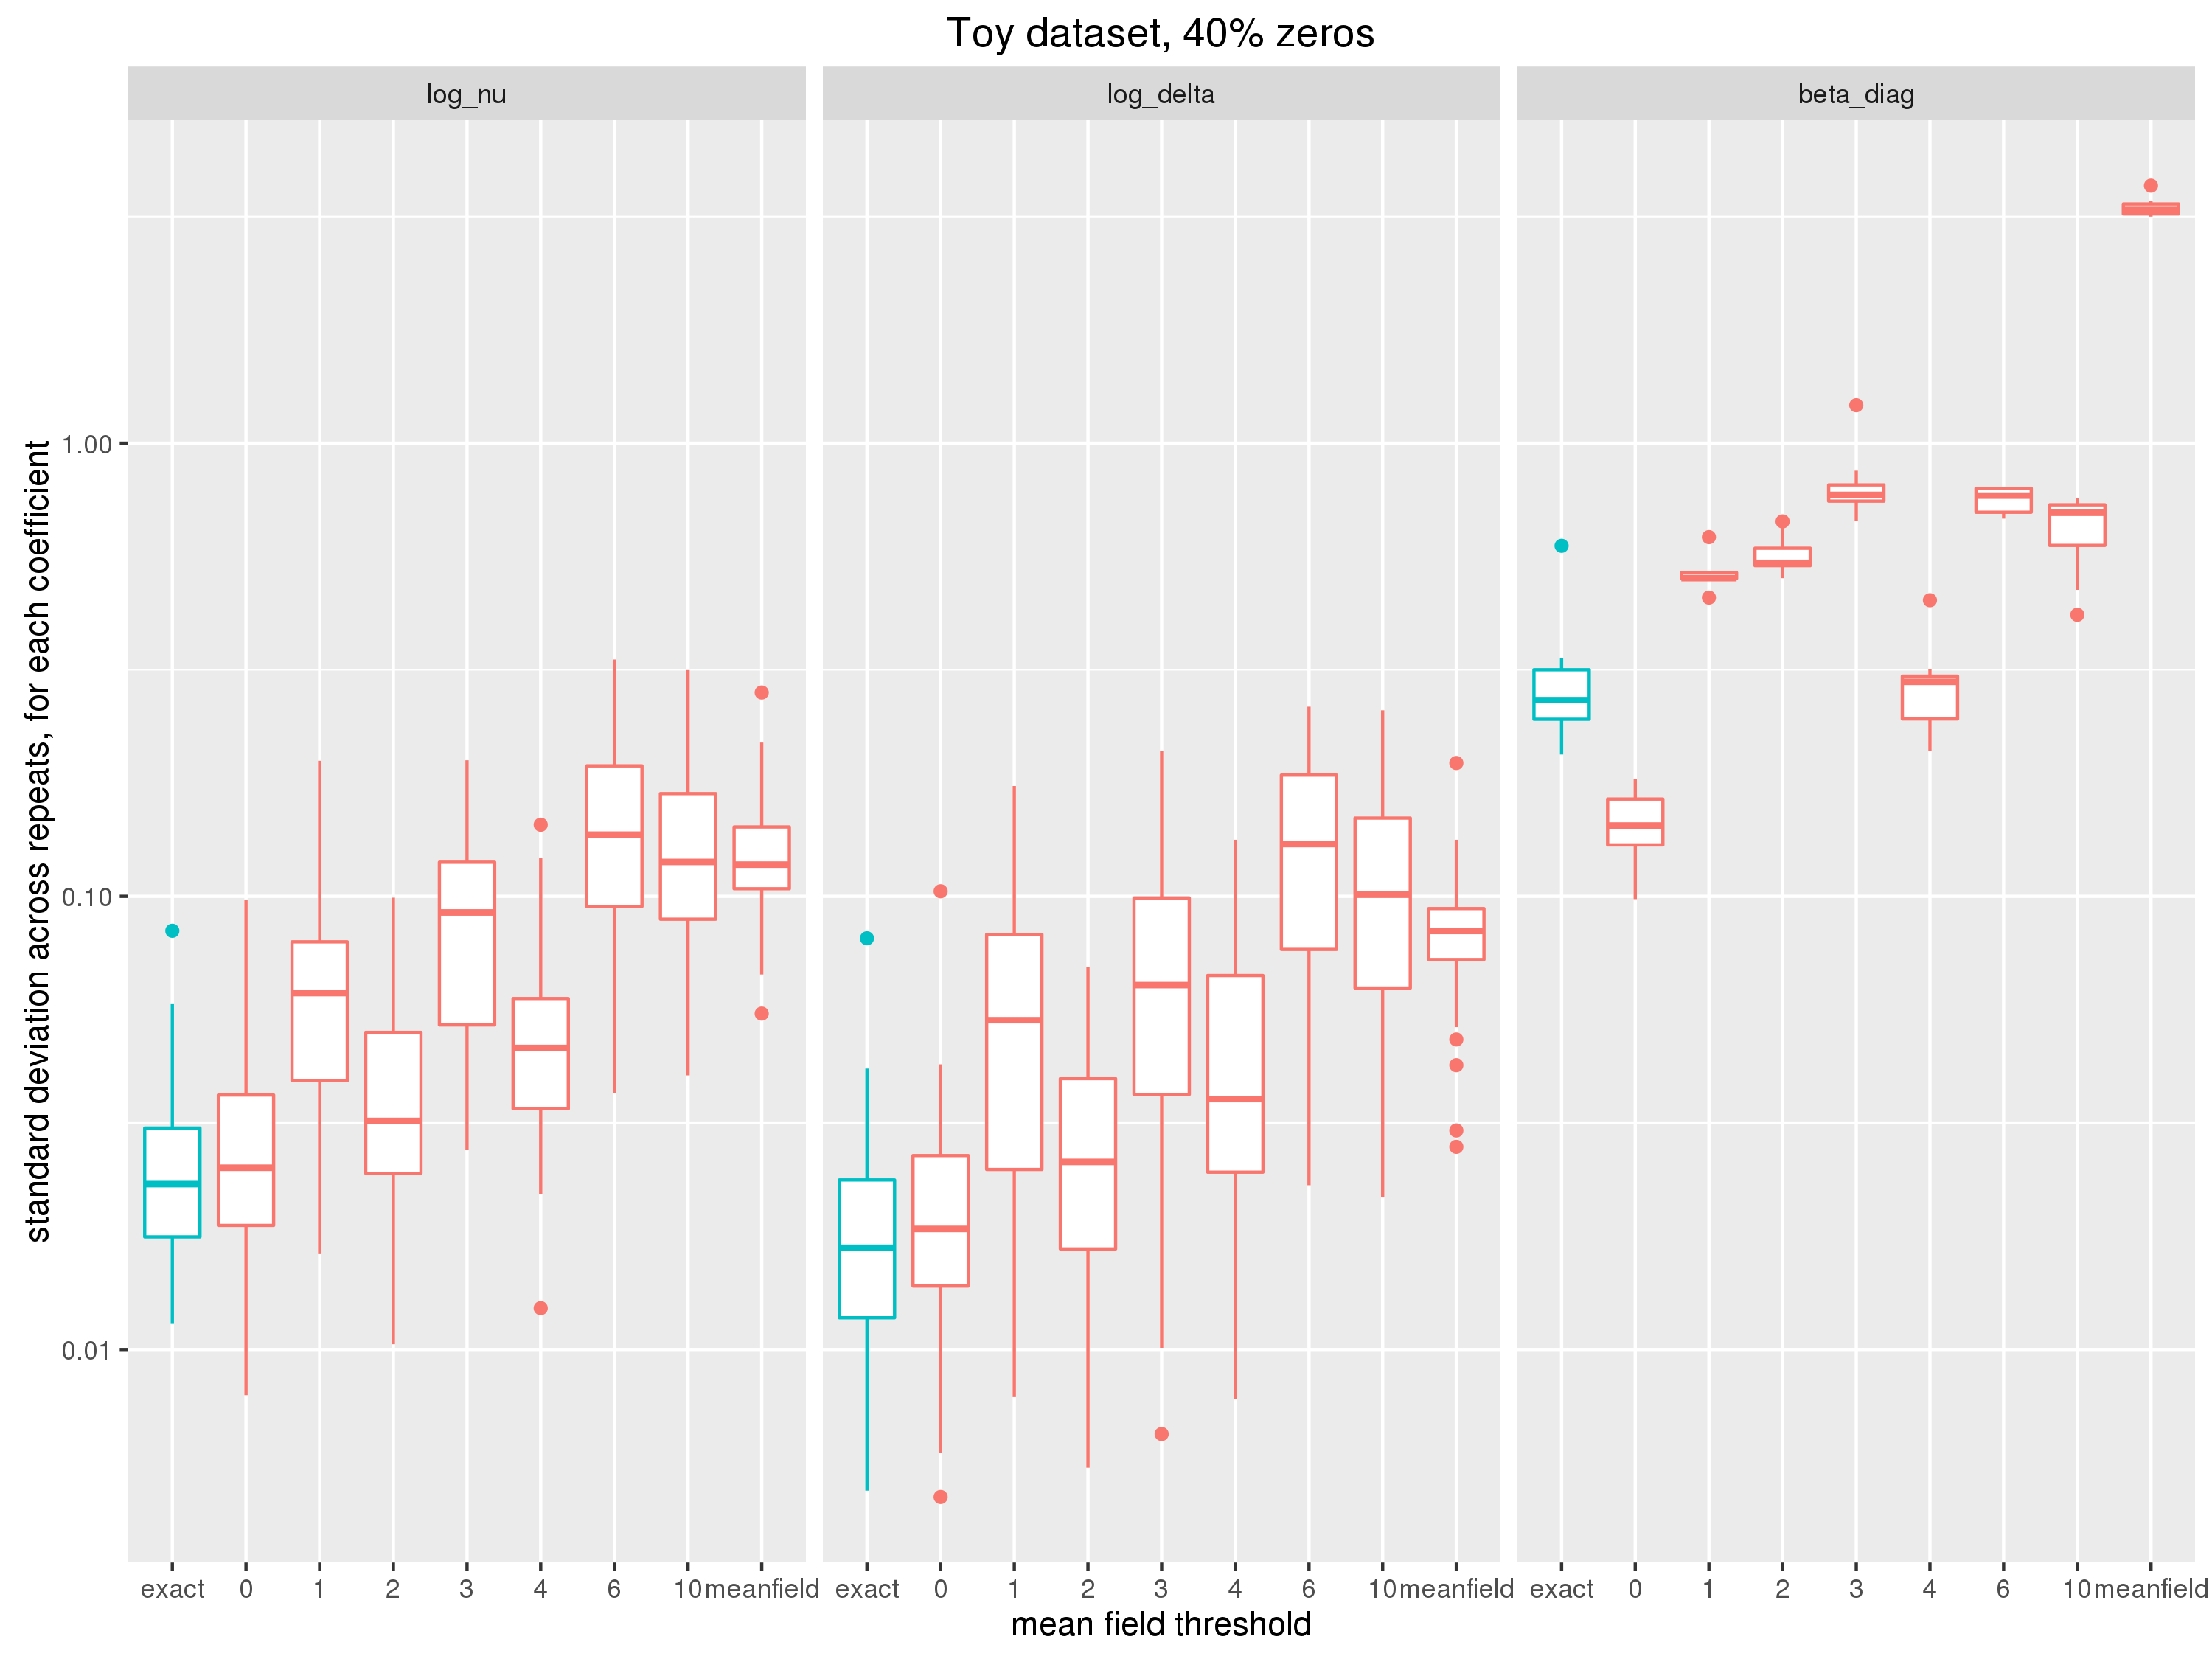 Toy dataset, 40% zeros
log_nu
log_delta
beta_diag
standard deviation across repeats, for each coefficient
1.00
0.10
0.01
exact 0 1 2 3 4 6 10 meanfield
exact 0 1 2 3 4 6 10 meanfield
exact 0 1 2 3 4 6 10 meanfield
mean field threshold